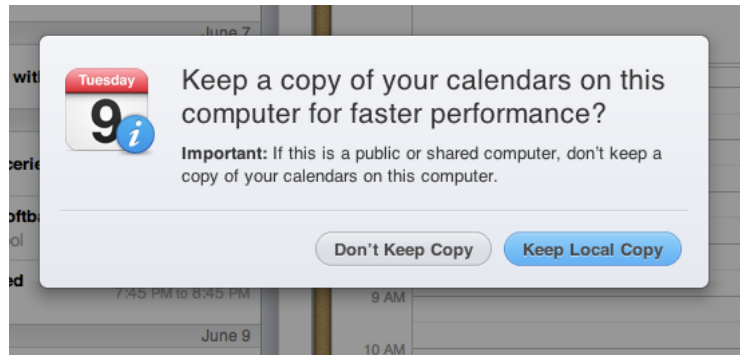 June 7
with
Tuesday
9
i
Keep a copy of your calendars on this
computer for faster performance?
Important: If this is a public or shared computer, don't keep a
copy of your calendars on this computer.
Don't Keep Copy
Keep Local Copy
7:45 PM to 8:45 PM
9 AM
June 9
10 AM